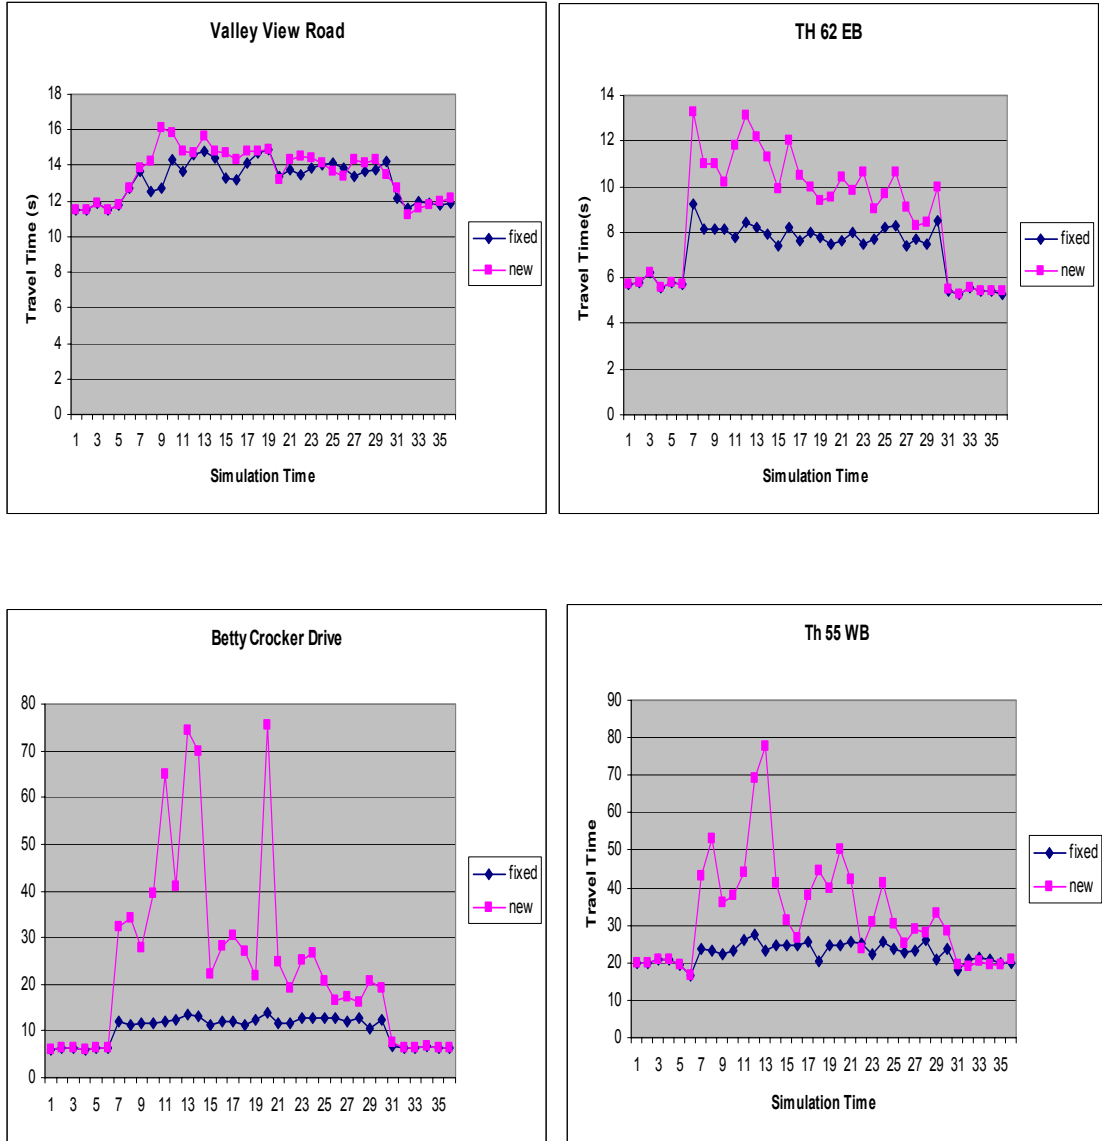 Valley View Road
18
16
14
12
10
8
6
4
2
0
1 3 5 7 9 11 13 15 17 19 21 23 25 27 29 31 33 35
Travel Time (s)
Simulation Time
fixed
new
TH 62 EB
14
12
10
8
6
4
2
0
1 3 5 7 9 11 13 15 17 19 21 23 25 27 29 31 33 35
Travel Time(s)
Simulation Time
fixed
new
Betty Crocker Drive
80
70
60
50
40
30
20
10
0
1 3 5 7 9 11 13 15 17 19 21 23 25 27 29 31 33 35
fixed
new
Th 55 WB
90
80
70
60
50
40
30
20
10
0
1 3 5 7 9 11 13 15 17 19 21 23 25 27 29 31 33 35
Travel Time
Simulation Time
fixed
new